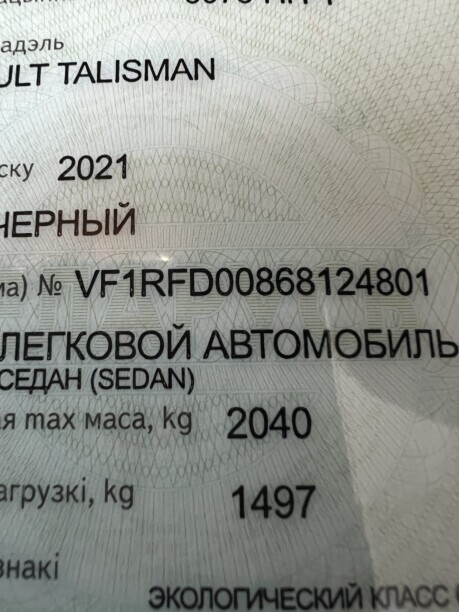 адэль
ULT TALISMAN
ску 2021
ЧЕРНЫЙ
ма) № VF1RFD00868124801
ЛЕГКОВОЙ АВТОМОБИЛЬ
СЕДАН (SEDAN)
ая max маса, kg 2040
агрузкі, kg 1497
знакі
ЭКОЛОГИЧЕСКИЙ КЛАСС